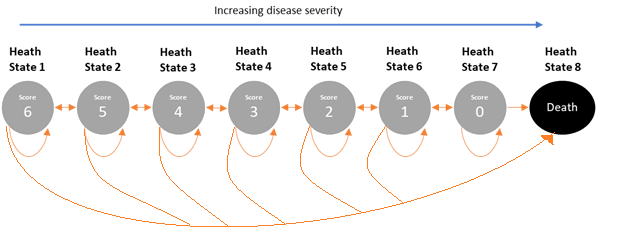 Increasing disease severity
Heath State 1
Heath State 2
Heath State 3
Heath State 4
Heath State 5
Heath State 6
Heath State 7
Heath State 8
Score 6
Score 5
Score 4
Score 3
Score 2
Score 1
Score 0
Death